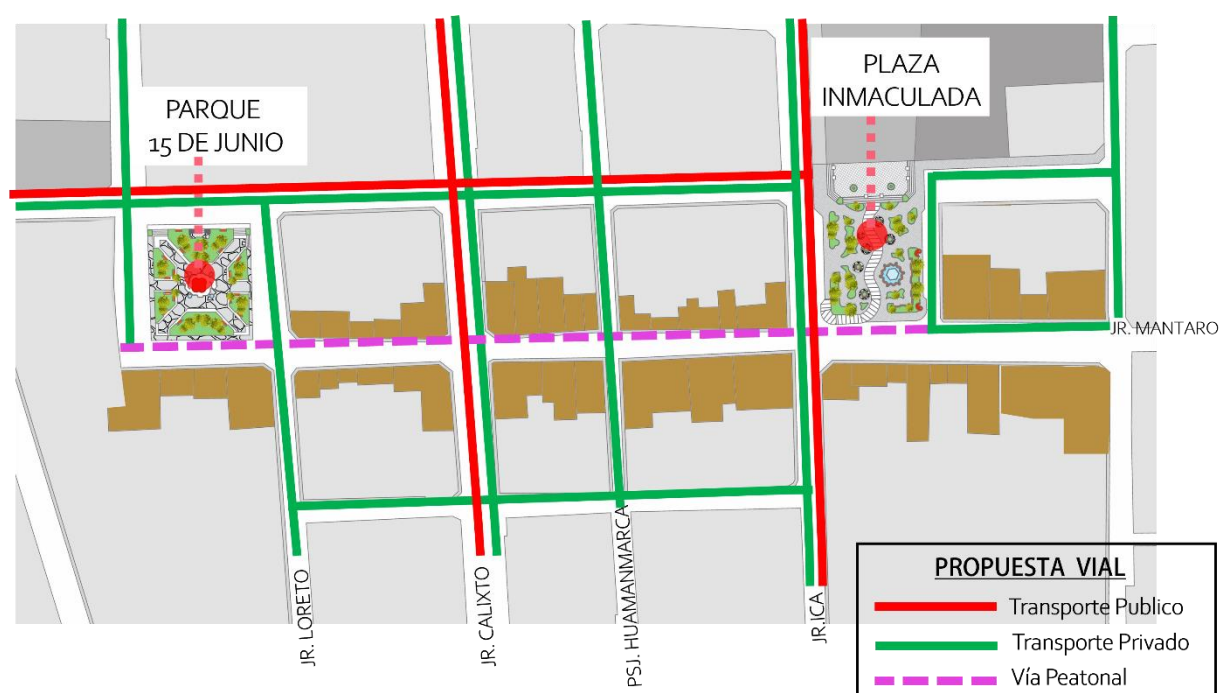 PARQUE
15 DE JUNIO
PLAZA
INMACULADA
JR. MANTARO
JR. LORETO
JR. CALIXTO
PSJ. HUAMANMARCA
JR.ICA
PROPUESTA VIAL
Transporte Publico
Transporte Privado
Vía Peatonal